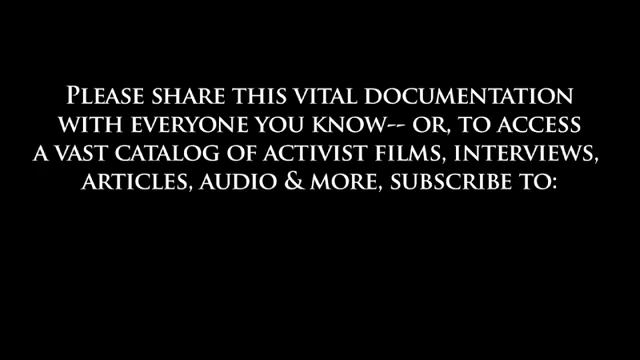 Please share this vital documentation
with everyone you know-- or, to access
a vast catalog of activist films, interviews,
articles, audio & more, subscribe to: